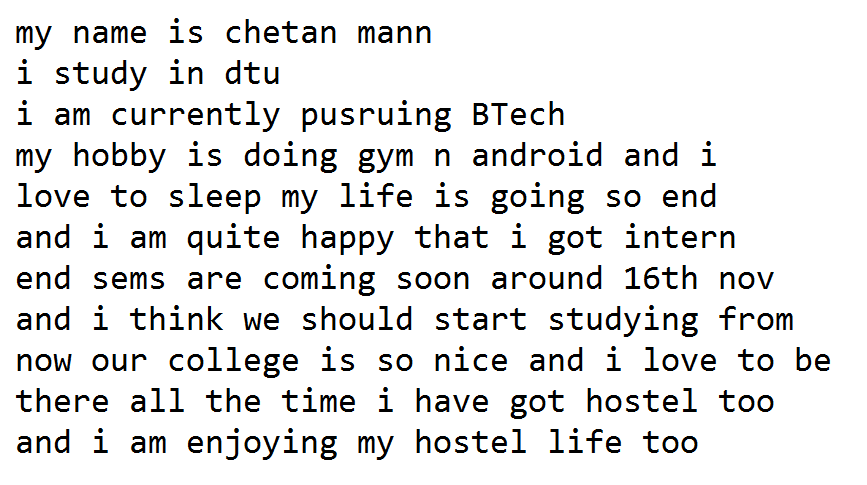 my name is chetan mann
i study in dtu
i am currently pusruing BTech
my hobby is doing gym n android and i
love to sleep my life is going so end
and i am quite happy that i got intern
end sems are coming soon around 16th nov
and i think we should start studying from
now our college is so nice and i love to be
there all the time i have got hostel too
and i am enjoying my hostel life too